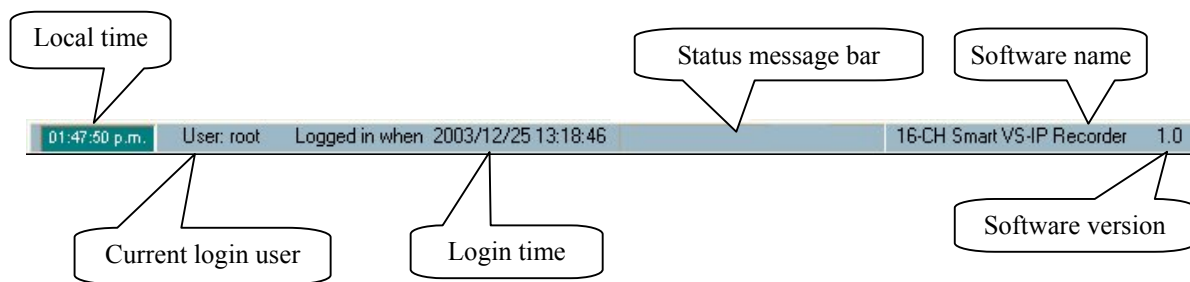 Local time
Status message bar
Software name
01:47:50 p.m. User: root Logged in when 2003/12/25 13:18:46 16-CH Smart VS-IP Recorder 1.0
Current login user
Login time
Software version